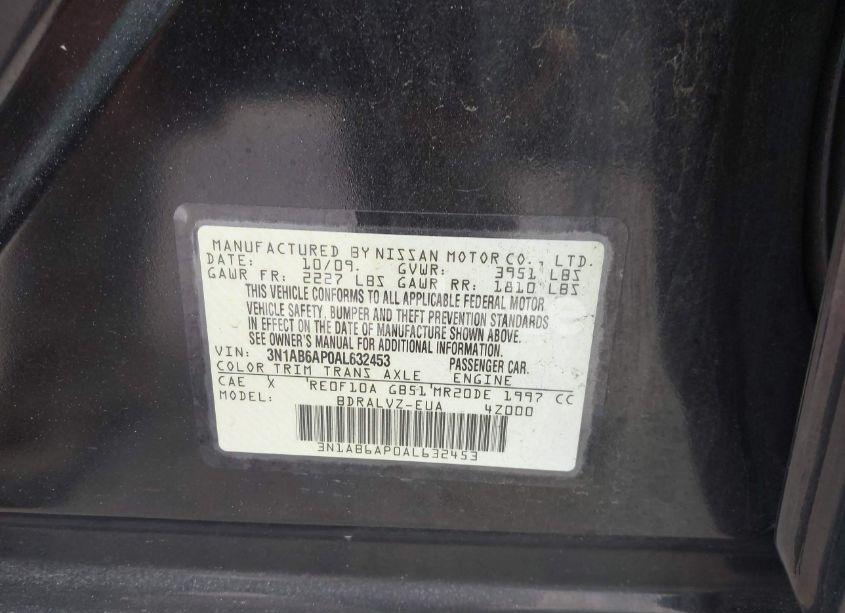 MANUFACTURED BY NISSAN MOTOR CO., LTD.
DATE: 10/09. GVWR: 3951 LBS
GAWR FR: 2227 LBS GAWR RR: 1810 LBS
THIS VEHICLE CONFORMS TO ALL APPLICABLE FEDERAL MOTOR
VEHICLE SAFETY, BUMPER AND THEFT PREVENTION STANDARDS
IN EFFECT ON THE DATE OF MANUFACTURE SHOWN ABOVE.
SEE OWNER'S MANUAL FOR ADDITIONAL INFORMATION.
VIN: 3N1AB6AP0AL632453 PASSENGER CAR.
COLOR TRIM TRANS AXLE ENGINE
CAE X 'RE0F10A GB51'MR20DE 1997 CC
MODEL: BDRALVZ-EUA 4Z000
3N1AB6AP0AL632453